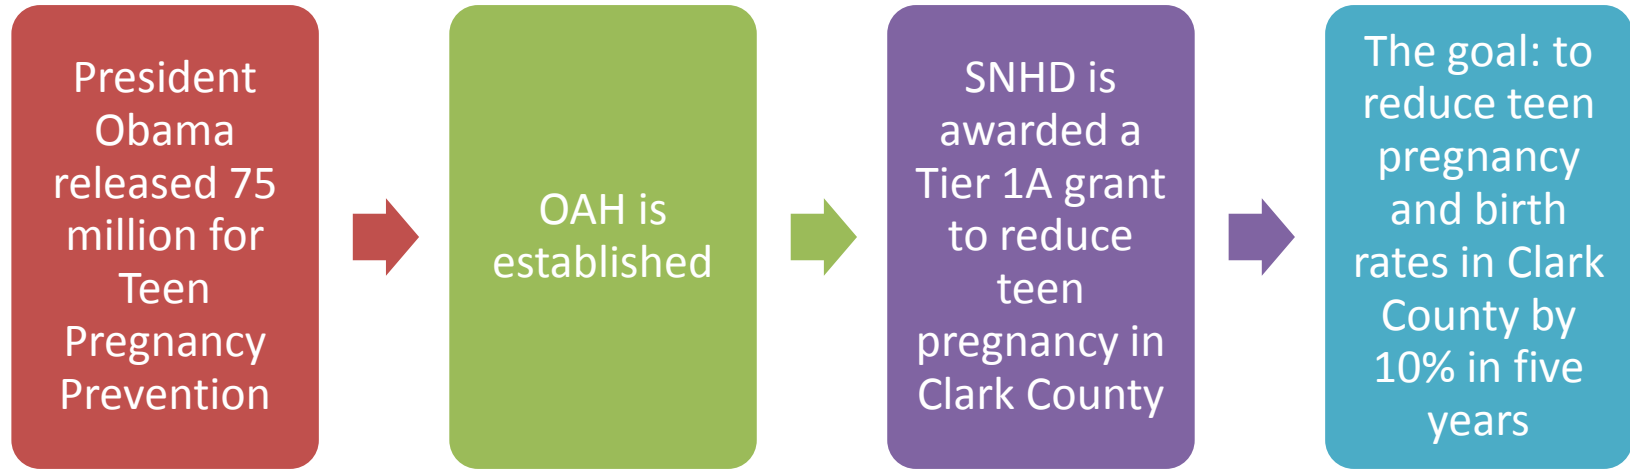 President
Obama
released 75
million for
Teen
Pregnancy
Prevention
OAH is
established
SNHD is
awarded a
Tier 1A grant
to reduce
teen
pregnancy in
Clark County
The goal: to
reduce teen
pregnancy
and birth
rates in Clark
County by
10% in five
years